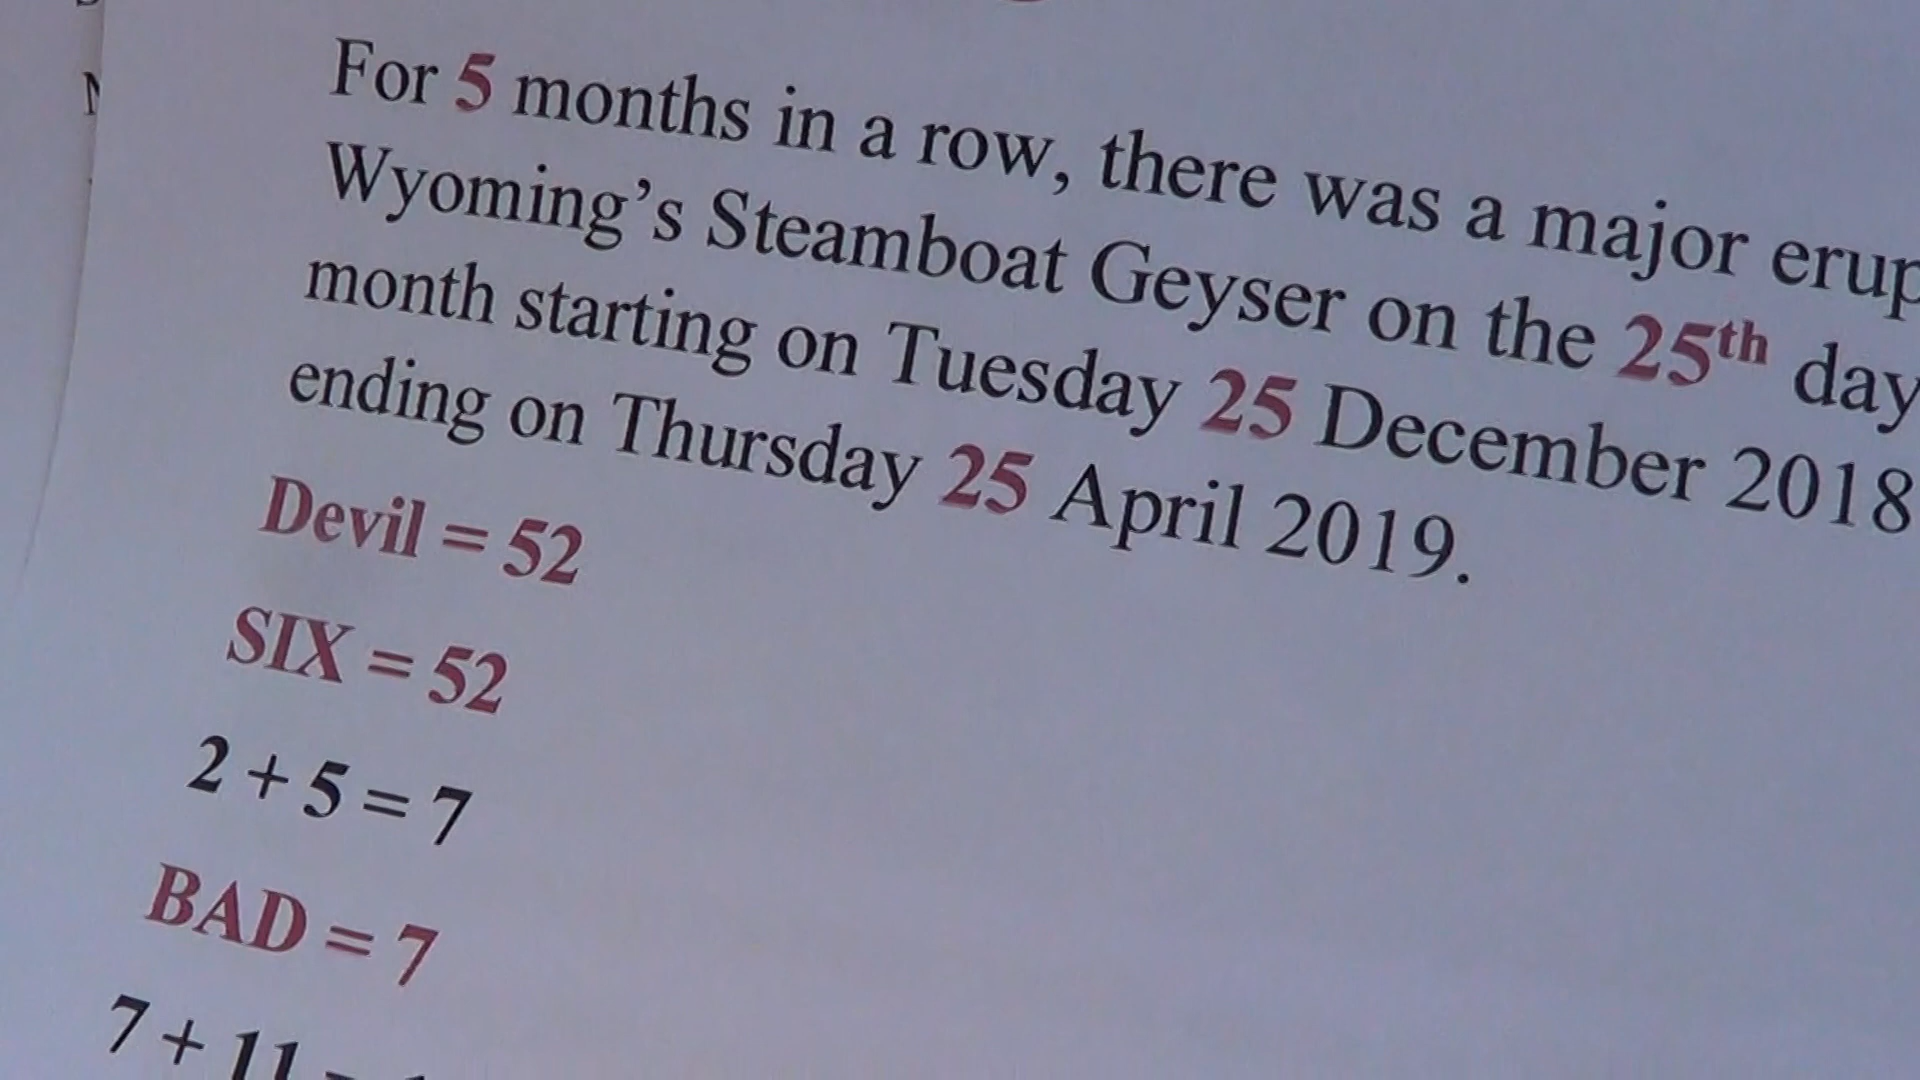 For 5 months in a row, there was a major erup
Wyoming's Steamboat Geyser on the 25th day
month starting on Tuesday 25 December 2018
ending on Thursday 25 April 2019.
Devil = 52
SIX = 52
2 + 5 = 7
BAD = 7
7 + 11